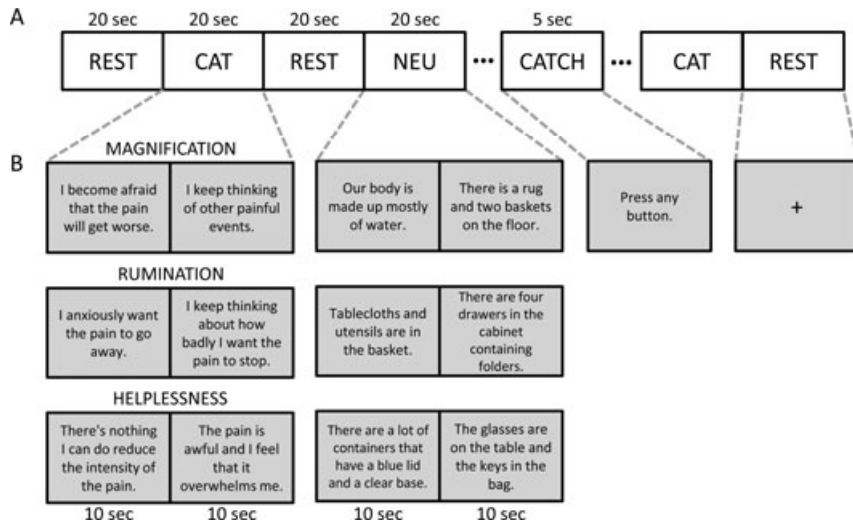 A
20 sec 20 sec 20 sec 20 sec 5 sec
REST CAT REST NEU ••• CATCH ••• CAT REST
B
MAGNIFICATION
I become afraid
that the pain
will get worse.
I keep thinking
of other painful
events.
Our body is
made up mostly
of water.
There is a rug
and two baskets
on the floor.
Press any
button.
+
RUMINATION
I anxiously want
the pain to go
away.
I keep thinking
about how
badly I want the
pain to stop.
Tablecloths and
utensils are in
the basket.
There are four
drawers in the
cabinet
containing
folders.
HELPLESSNESS
There's nothing
I can do reduce
the intensity of
the pain.
The pain is
awful and I feel
that it
overwhelms me.
There are a lot of
containers that
have a blue lid
and a clear base.
The glasses are
on the table and
the keys in the
bag.
10 sec 10 sec 10 sec 10 sec